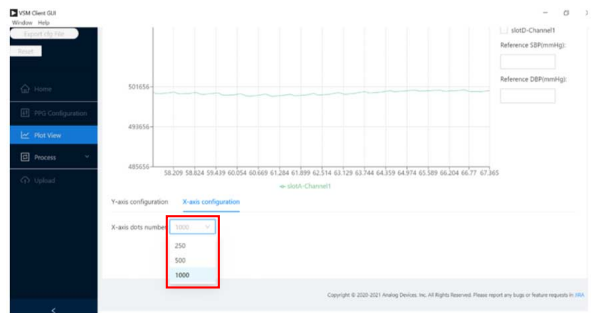 VSM Client GUI
Window Help
Export cfg file
Reset
Home
PPG Configuration
Plot View
Process
Upload
slotD-Channel1
Reference SBP(mmHg):
Reference DBP(mmHg):
501656
493656
485656
58.209 58.824 59.439 60.054 60.669 61.284 61.899 62.514 63.129 63.744 64.359 64.974 65.589 66.204 66.77 67.365
slotA-Channel1
Y-axis configuration X-axis configuration
X-axis dots number 1000
250
500
1000
Copyright © 2020-2021 Analog Devices, Inc. All Rights Reserved. Please report any bugs or feature requests in JIRA